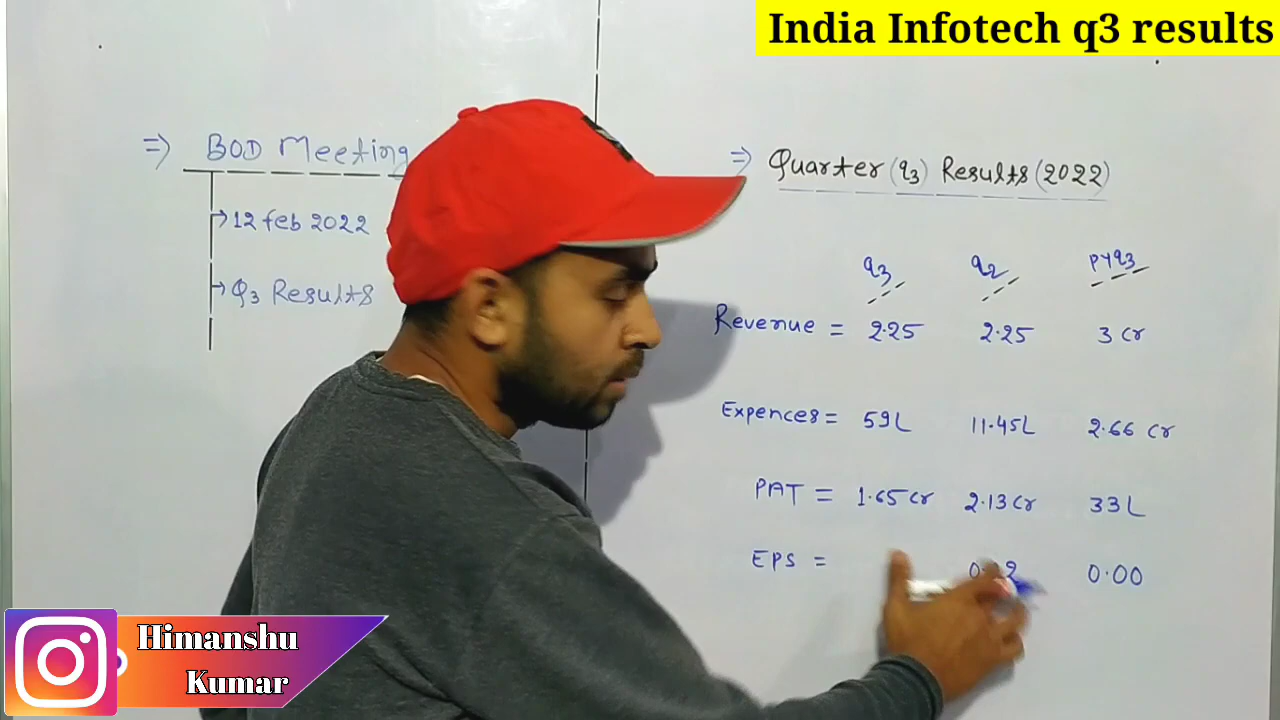 India Infotech q3 results
⇒ BOD Meeting
→ 12 feb 2022
→ Q3 Results
⇒ Quarter (q3) Results (2022)
q3 q2 PYq3
Revenue = 2.25 2.25 3 cr
Expences = 59L 11.45L 2.66 cr
PAT = 1.65 cr 2.13 cr 33L
EPS = 0.00
Himanshu
Kumar